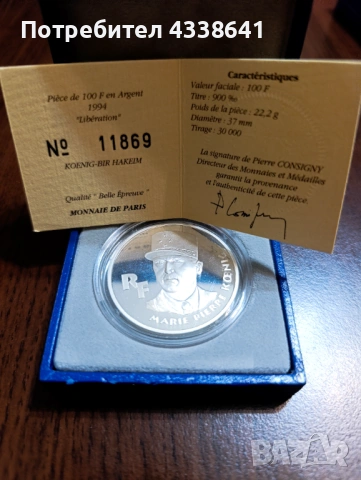 Потребител 4338641
Pièce de 100 F en Argent
1994
"Libération"
Nº 11869
KOENIG-BIR HAKEIM
Qualité "Belle Epreuve"
MONNAIE DE PARIS
Caractéristiques
Valeur faciale : 100 F
Titre : 900 ‰
Poids de la pièce : 22,2 g
Diamètre : 37 mm
Tirage : 30 000
La signature de Pierre CONSIGNY
Directeur des Monnaies et Médailles
garantit la provenance
et l'authenticité de cette pièce.
RF
MARIE PIERRE KŒNIG
BAZAR